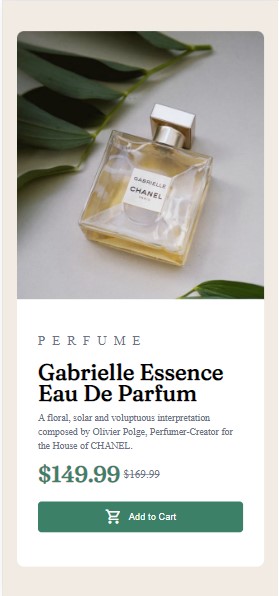 GABRIELLE
CHANEL
PARIS
PERFUME
Gabrielle Essence
Eau De Parfum
A floral, solar and voluptuous interpretation
composed by Olivier Polge, Perfumer-Creator for
the House of CHANEL.
$149.99 $169.99
Add to Cart